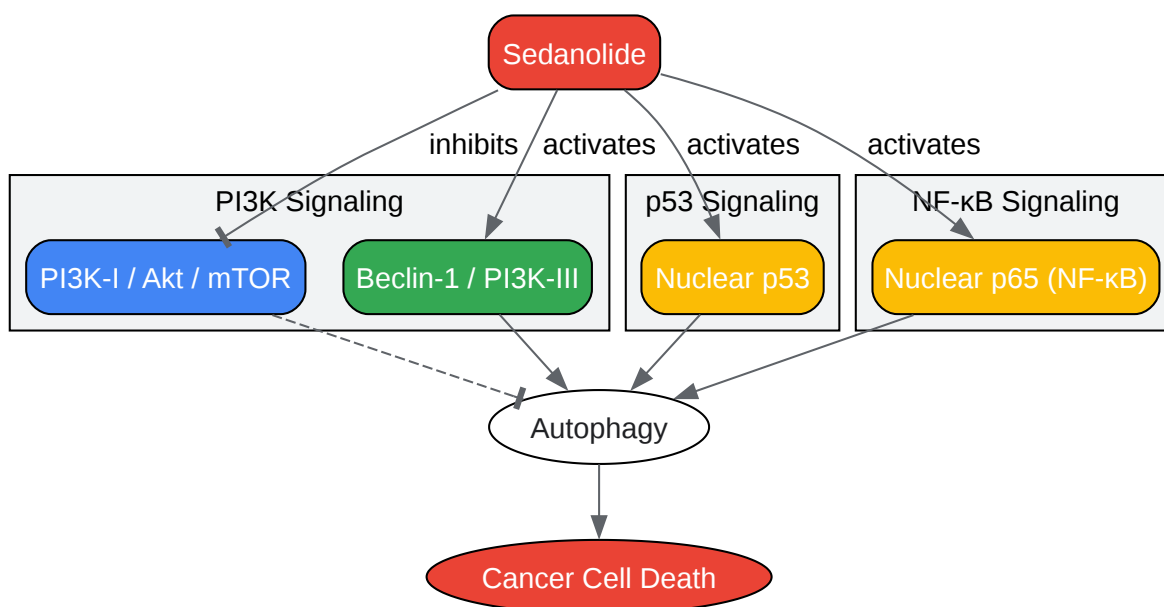 Sedanolide
inhibits
activates
activates
activates
PI3K Signaling
p53 Signaling
NF-κB Signaling
PI3K-I / Akt / mTOR
Beclin-1 / PI3K-III
Nuclear p53
Nuclear p65 (NF-κB)
Autophagy
Cancer Cell Death